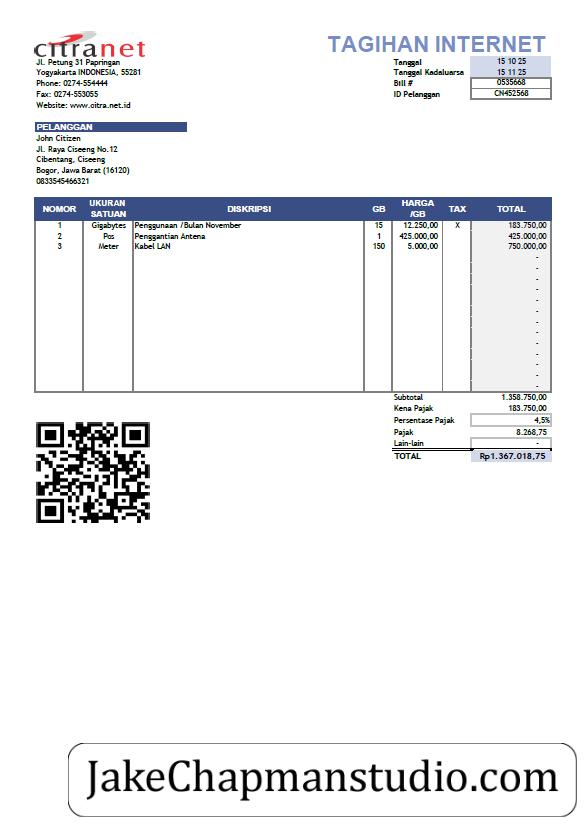 citranet
TAGIHAN INTERNET
Jl. Petung 31 Papringan
Yogyakarta INDONESIA, 55281
Phone: 0274-554444
Fax: 0274-553055
Website: www.citra.net.id
Tanggal 15 10 25
Tanggal Kadaluarsa 15 11 25
Bill # 0535668
ID Pelanggan CN452568
PELANGGAN
John Citizen
Jl. Raya Ciseeng No.12
Cibentang, Ciseeng
Bogor, Jawa Barat (16120)
0833545466321
NOMOR UKURAN SATUAN DISKRIPSI GB HARGA /GB TAX TOTAL
1 Gigabytes Penggunaan /Bulan November 15 12.250,00 X 183.750,00
2 Pos Penggantian Antena 1 425.000,00 425.000,00
3 Meter Kabel LAN 150 5.000,00 750.000,00
-
-
-
-
-
-
-
-
-
-
-
-
-
Subtotal 1.358.750,00
Kena Pajak 183.750,00
Persentase Pajak 4,5%
Pajak 8.268,75
Lain-lain -
TOTAL Rp1.367.018,75
JakeChapmanstudio.com